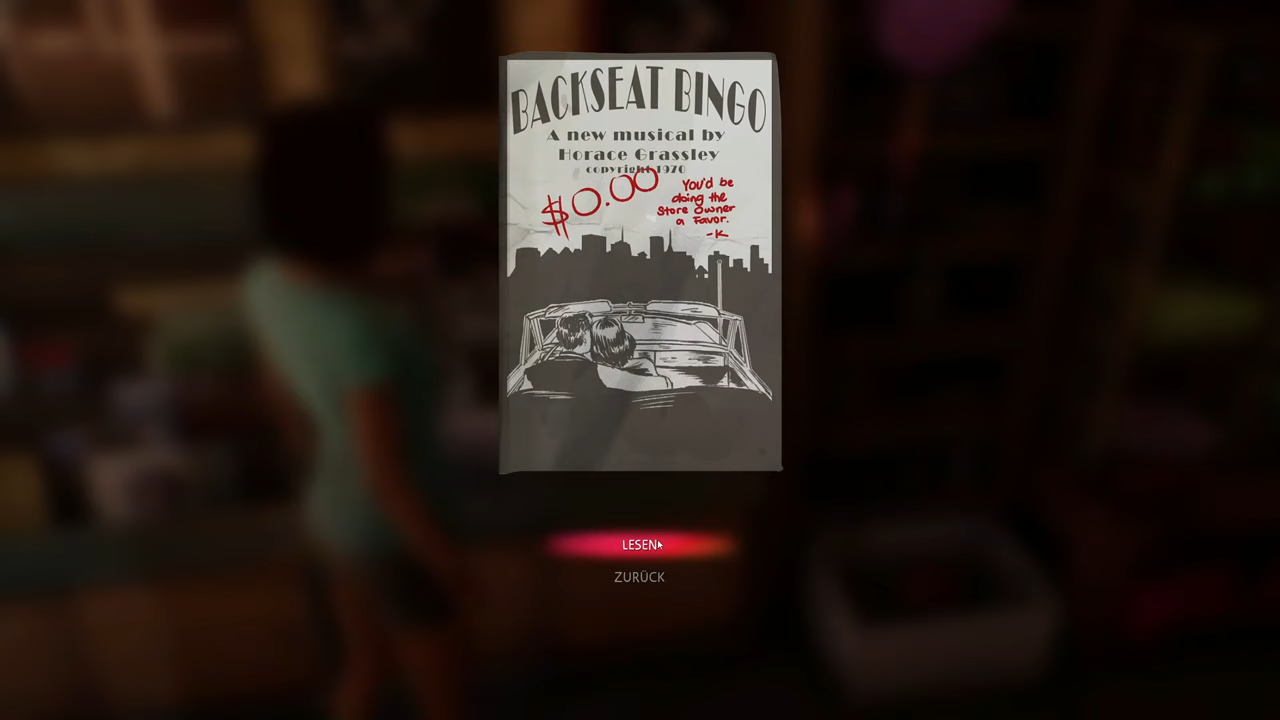 BACKSEAT BINGO
A new musical by
Horace Grassley
copyright 1970
$0.00
You'd be
doing the
Store Owner
a Favor.
-K
LESEN
ZURÜCK